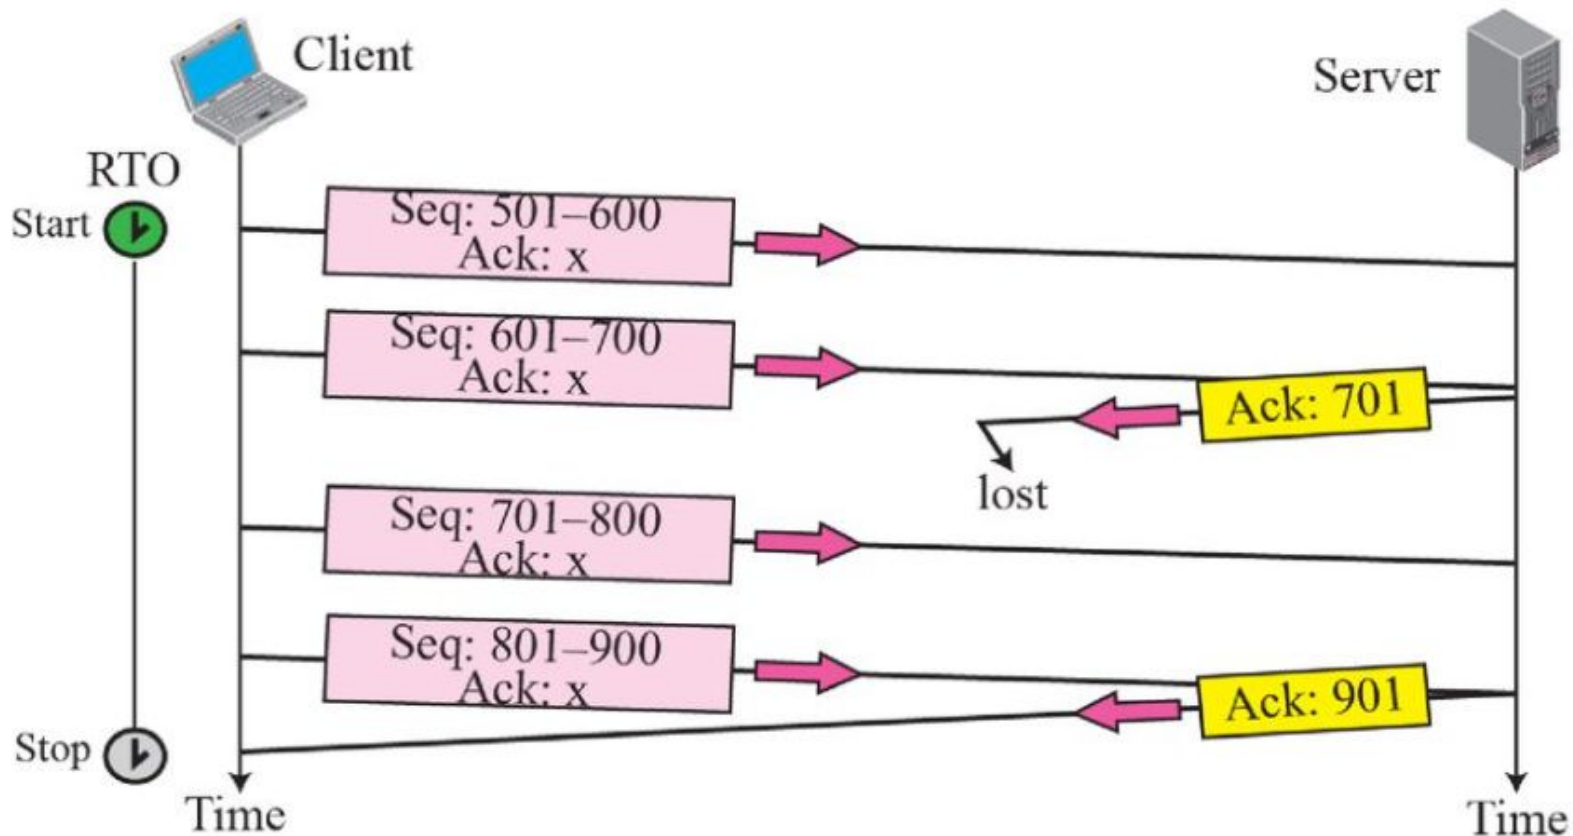 Client
Server
RTO
Start
Seq: 501–600
Ack: x
Seq: 601–700
Ack: x
Ack: 701
lost
Seq: 701–800
Ack: x
Seq: 801–900
Ack: x
Ack: 901
Stop
Time
Time